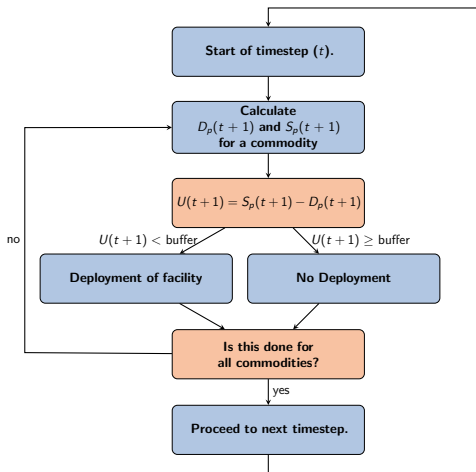 Start of timestep (t).
Calculate
D_p(t + 1) and S_p(t + 1)
for a commodity
U(t + 1) = S_p(t + 1) − D_p(t + 1)
no
U(t + 1) < buffer
U(t + 1) ≥ buffer
Deployment of facility
No Deployment
Is this done for
all commodities?
yes
Proceed to next timestep.